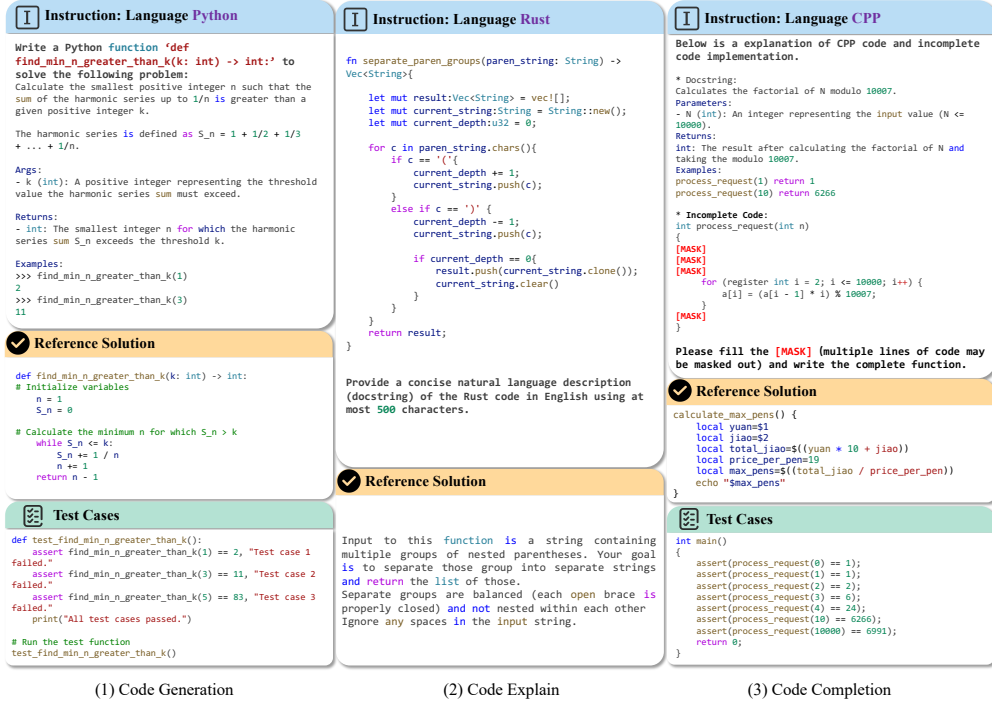 Instruction: Language Python
Write a Python function ‘def
find_min_n_greater_than_k(k: int) -> int:’ to
solve the following problem:
Calculate the smallest positive integer n such that the
sum of the harmonic series up to 1/n is greater than a
given positive integer k.
The harmonic series is defined as S_n = 1 + 1/2 + 1/3
+ ... + 1/n.
Args:
- k (int): A positive integer representing the threshold
value the harmonic series sum must exceed.
Returns:
- int: The smallest integer n for which the harmonic
series sum S_n exceeds the threshold k.
Examples:
>>> find_min_n_greater_than_k(1)
2
>>> find_min_n_greater_than_k(3)
11
Reference Solution
def find_min_n_greater_than_k(k: int) -> int:
# Initialize variables
n = 1
S_n = 0
# Calculate the minimum n for which S_n > k
while S_n <= k:
S_n += 1 / n
n += 1
return n - 1
Test Cases
def test_find_min_n_greater_than_k():
assert find_min_n_greater_than_k(1) == 2, "Test case 1
failed."
assert find_min_n_greater_than_k(3) == 11, "Test case 2
failed."
assert find_min_n_greater_than_k(5) == 83, "Test case 3
failed."
print("All test cases passed.")
# Run the test function
test_find_min_n_greater_than_k()
(1) Code Generation
Instruction: Language Rust
fn separate_paren_groups(paren_string: String) ->
Vec<String>{
let mut result:Vec<String> = vec![];
let mut current_string:String = String::new();
let mut current_depth:u32 = 0;
for c in paren_string.chars(){
if c == '('{
current_depth += 1;
current_string.push(c);
}
else if c == ')' {
current_depth -= 1;
current_string.push(c);
if current_depth == 0{
result.push(current_string.clone());
current_string.clear()
}
}
}
return result;
}
Provide a concise natural language description
(docstring) of the Rust code in English using at
most 500 characters.
Reference Solution
Input to this function is a string containing
multiple groups of nested parentheses. Your goal
is to separate those group into separate strings
and return the list of those.
Separate groups are balanced (each open brace is
properly closed) and not nested within each other
Ignore any spaces in the input string.
(2) Code Explain
Instruction: Language CPP
Below is a explanation of CPP code and incomplete
code implementation.
* Docstring:
Calculates the factorial of N modulo 10007.
Parameters:
- N (int): An integer representing the input value (N <=
10000).
Returns:
int: The result after calculating the factorial of N and
taking the modulo 10007.
Examples:
process_request(1) return 1
process_request(10) return 6266
* Incomplete Code:
int process_request(int n)
{
[MASK]
[MASK]
[MASK]
for (register int i = 2; i <= 10000; i++) {
a[i] = (a[i - 1] * i) % 10007;
}
[MASK]
}
Please fill the [MASK] (multiple lines of code may
be masked out) and write the complete function.
Reference Solution
calculate_max_pens() {
local yuan=$1
local jiao=$2
local total_jiao=$((yuan * 10 + jiao))
local price_per_pen=19
local max_pens=$((total_jiao / price_per_pen))
echo "$max_pens"
}
Test Cases
int main()
{
assert(process_request(0) == 1);
assert(process_request(1) == 1);
assert(process_request(2) == 2);
assert(process_request(3) == 6);
assert(process_request(4) == 24);
assert(process_request(10) == 6266);
assert(process_request(10000) == 6991);
return 0;
}
(3) Code Completion